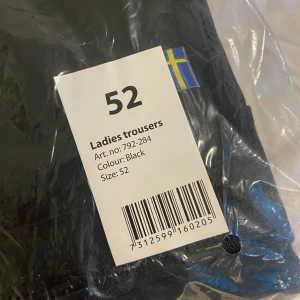 52
Ladies trousers
Art. no: 792-284
Colour: Black
Size: 52
7312599160205